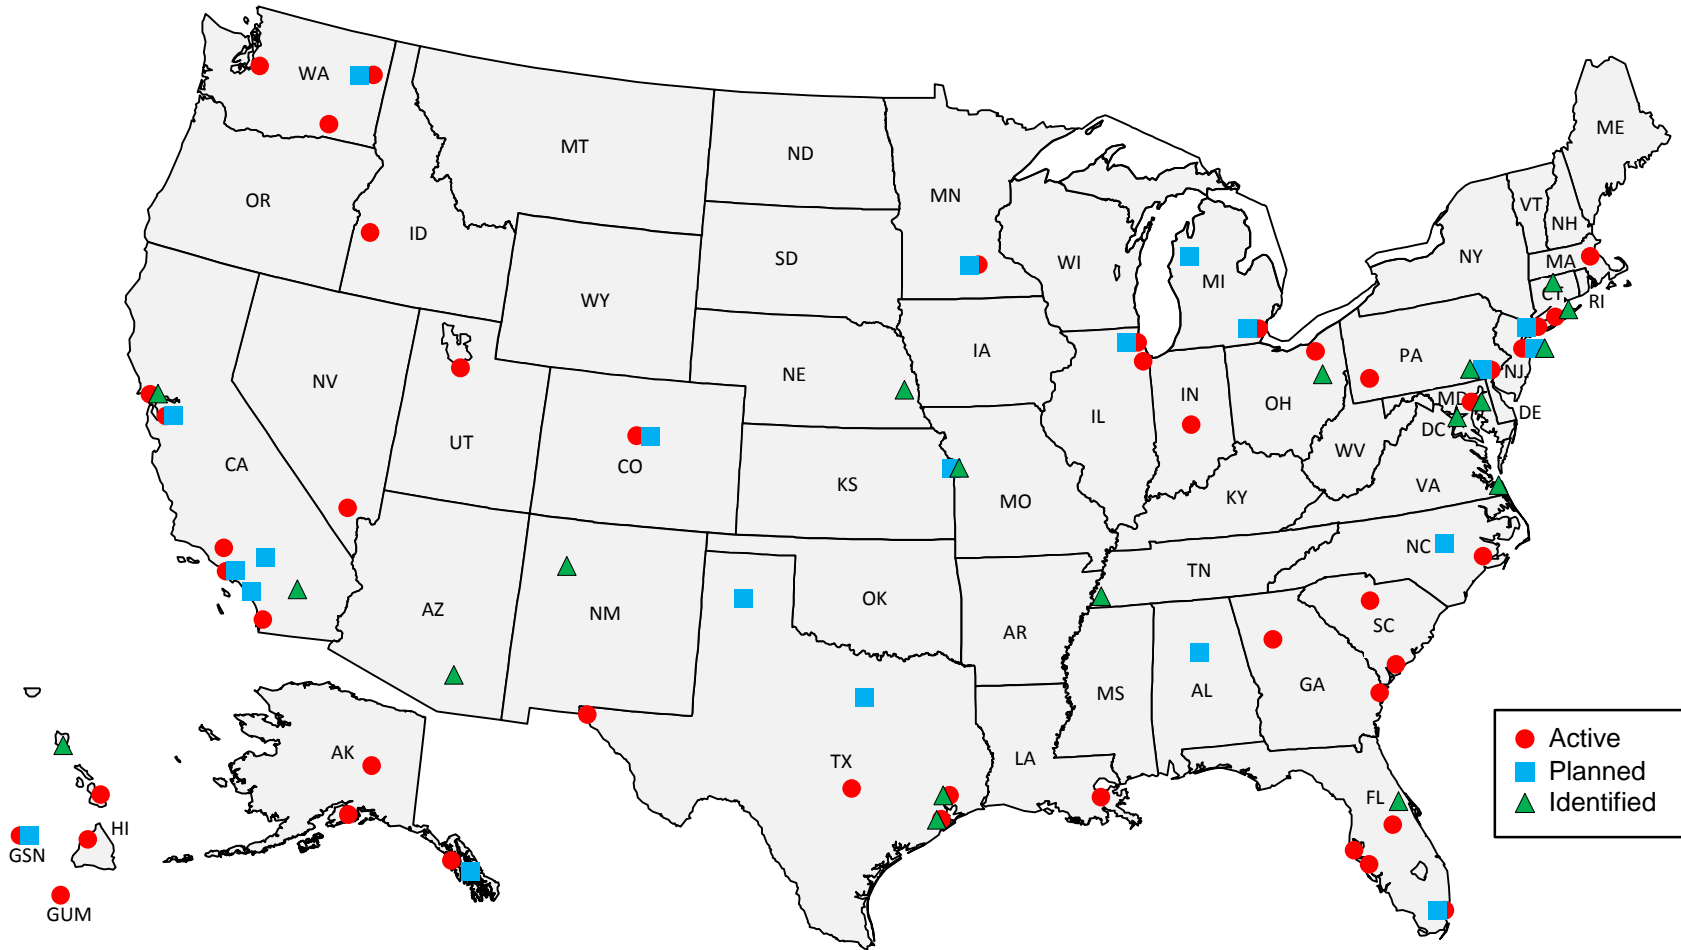 WA
MT
ND
MN
ME
OR
ID
SD
WI
MI
NY
VT
NH
MA
CT
RI
WY
NE
IA
IL
IN
OH
PA
NJ
MD
DE
DC
NV
UT
CO
KS
MO
KY
WV
VA
CA
AZ
NM
OK
AR
TN
NC
SC
MS
AL
GA
TX
LA
FL
AK
HI
GSN
GUM
Active
Planned
Identified